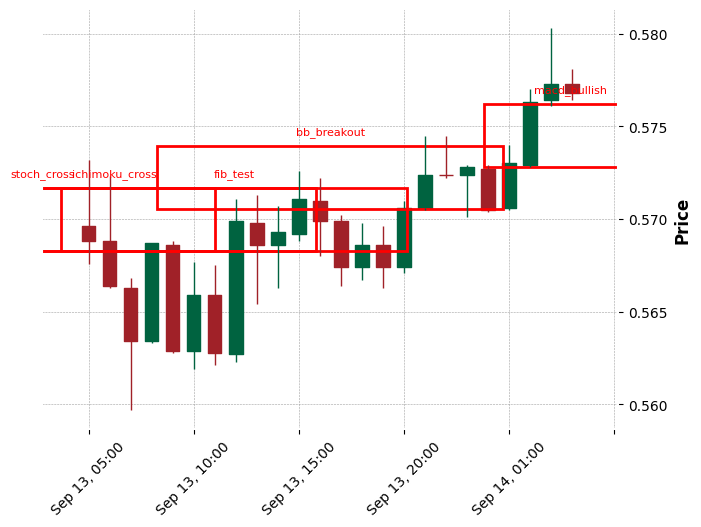 0.580
macd_bullish
0.575
bb_breakout
stoch_cross
ichimoku_cross
fib_test
0.570
0.565
0.560
Price
Sep 13, 05:00
Sep 13, 10:00
Sep 13, 15:00
Sep 13, 20:00
Sep 14, 01:00